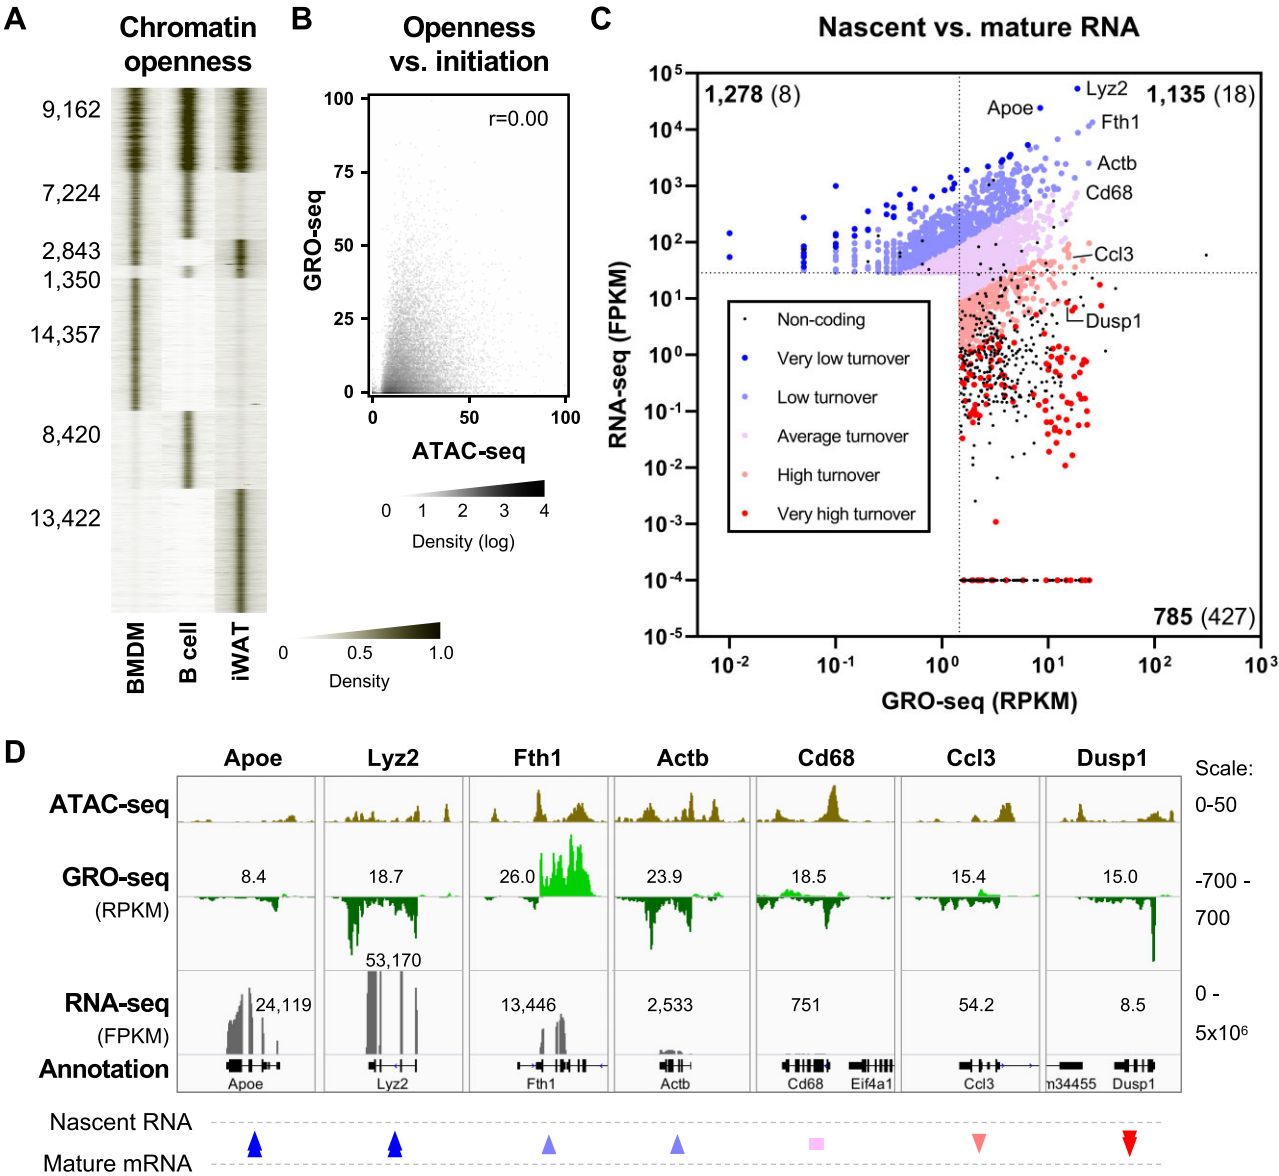 A
Chromatin
openness
9,162
7,224
2,843
1,350
14,357
8,420
13,422
BMDM
B cell
iWAT
0
0.5
1.0
Density
B
Openness
vs. initiation
r=0.00
100
75
50
25
0
GRO-seq
0
50
100
ATAC-seq
0 1 2 3 4
Density (log)
C
Nascent vs. mature RNA
1,278 (8)
1,135 (18)
785 (427)
Lyz2
Apoe
Fth1
Actb
Cd68
Ccl3
Dusp1
Non-coding
Very low turnover
Low turnover
Average turnover
High turnover
Very high turnover
10⁵
10⁴
10³
10²
10¹
10⁰
10⁻¹
10⁻²
10⁻³
10⁻⁴
10⁻⁵
RNA-seq (FPKM)
10⁻² 10⁻¹ 10⁰ 10¹ 10² 10³
GRO-seq (RPKM)
D
Apoe Lyz2 Fth1 Actb Cd68 Ccl3 Dusp1
Scale:
ATAC-seq
0-50
GRO-seq
(RPKM)
8.4 18.7 26.0 23.9 18.5 15.4 15.0
-700 -
700
RNA-seq
(FPKM)
24,119 53,170 13,446 2,533 751 54.2 8.5
0 -
5x10⁶
Annotation
Apoe Lyz2 Fth1 Actb Cd68 Eif4a1 Ccl3 m34455 Dusp1
Nascent RNA
Mature mRNA